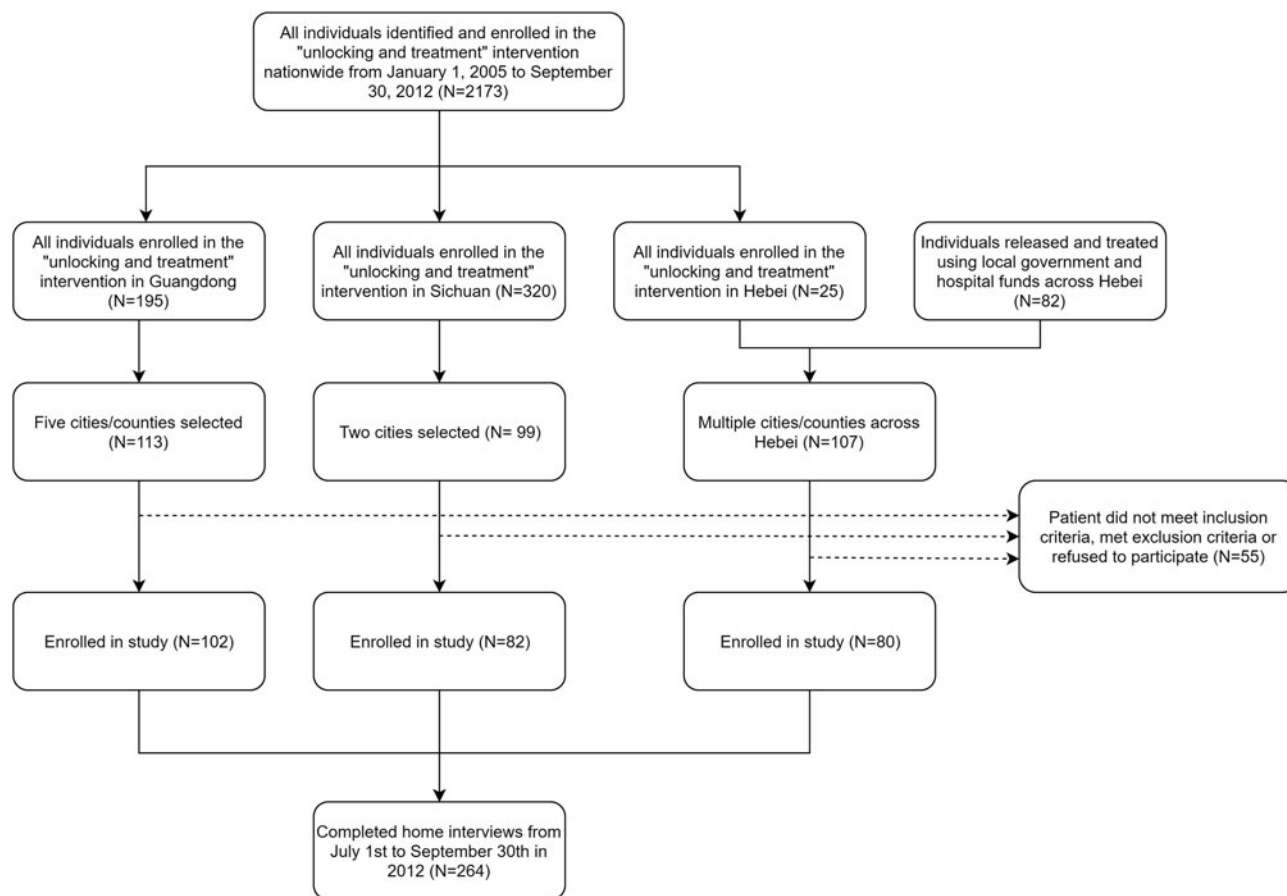 All individuals identified and enrolled in the
"unlocking and treatment" intervention
nationwide from January 1, 2005 to September
30, 2012 (N=2173)
All individuals enrolled in the
"unlocking and treatment"
intervention in Guangdong
(N=195)
All individuals enrolled in the
"unlocking and treatment"
intervention in Sichuan (N=320)
All individuals enrolled in the
"unlocking and treatment"
intervention in Hebei (N=25)
Individuals released and treated
using local government and
hospital funds across Hebei
(N=82)
Five cities/counties selected
(N=113)
Two cities selected (N= 99)
Multiple cities/counties across
Hebei (N=107)
Patient did not meet inclusion
criteria, met exclusion criteria or
refused to participate (N=55)
Enrolled in study (N=102)
Enrolled in study (N=82)
Enrolled in study (N=80)
Completed home interviews from
July 1st to September 30th in
2012 (N=264)